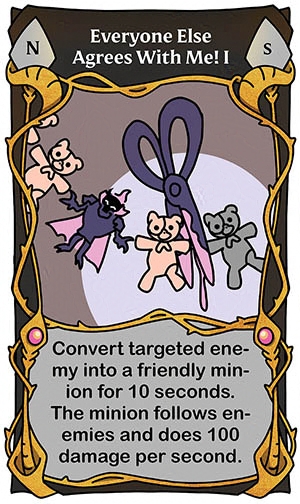 Everyone Else
N
Agrees With Me! I
S
Convert targeted ene-
my into a friendly min-
ion for 10 seconds.
The minion follows en-
emies and does 100
damage per second.